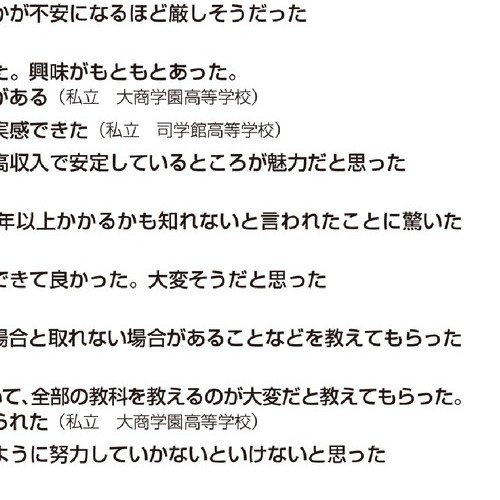 かが不安になるほど厳しそうだった
た。興味がもともとあった。
がある（私立　大商学園高等学校）
実感できた（私立　司学館高等学校）
高収入で安定しているところが魅力だと思った
年以上かかるかも知れないと言われたことに驚いた
できて良かった。大変そうだと思った
場合と取れない場合があることなどを教えてもらった
いて、全部の教科を教えるのが大変だと教えてもらった。
られた（私立　大商学園高等学校）
ように努力していかないといけないと思った